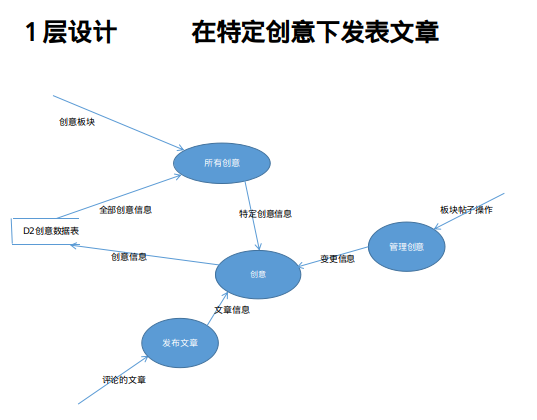 1层设计 在特定创意下发表文章
创意板块
所有创意
全部创意信息
特定创意信息
板块帖子操作
D2创意数据表
管理创意
创意信息
变更信息
创意
文章信息
发布文章
评论的文章